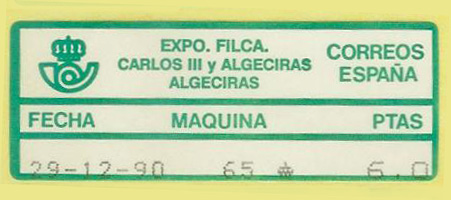 EXPO. FILCA.
CARLOS III y ALGECIRAS
ALGECIRAS
CORREOS
ESPAÑA
FECHA MAQUINA PTAS
29-12-90 65 6.0